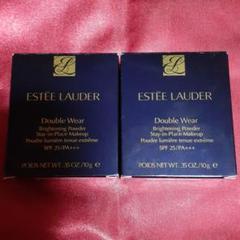 ESTĒE LAUDER
Double Wear
Brightening Powder
Stay-in-Place Makeup
Poudre lumière tenue extrême
SPF 25/PA+++
POIDS NET WT. .35 OZ./10g ℮
ESTĒE LAUDER
Double Wear
Brightening Powder
Stay-in-Place Makeup
Poudre lumière tenue extrême
SPF 25/PA+++
POIDS NET WT. .35 OZ./10g ℮